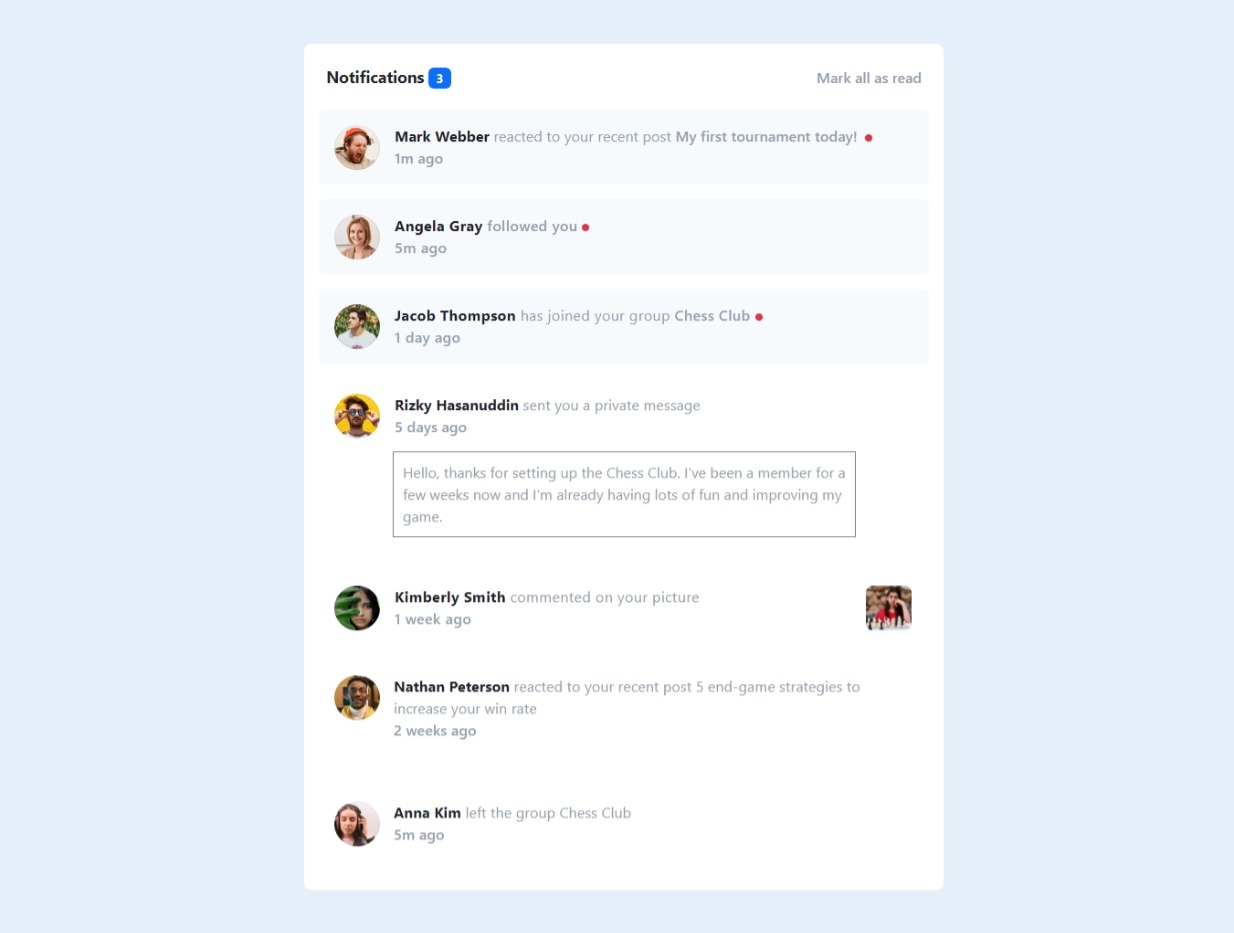 Notifications 3
Mark all as read
Mark Webber reacted to your recent post My first tournament today!
1m ago
Angela Gray followed you
5m ago
Jacob Thompson has joined your group Chess Club
1 day ago
Rizky Hasanuddin sent you a private message
5 days ago
Hello, thanks for setting up the Chess Club. I've been a member for a
few weeks now and I'm already having lots of fun and improving my
game.
Kimberly Smith commented on your picture
1 week ago
Nathan Peterson reacted to your recent post 5 end-game strategies to
increase your win rate
2 weeks ago
Anna Kim left the group Chess Club
5m ago